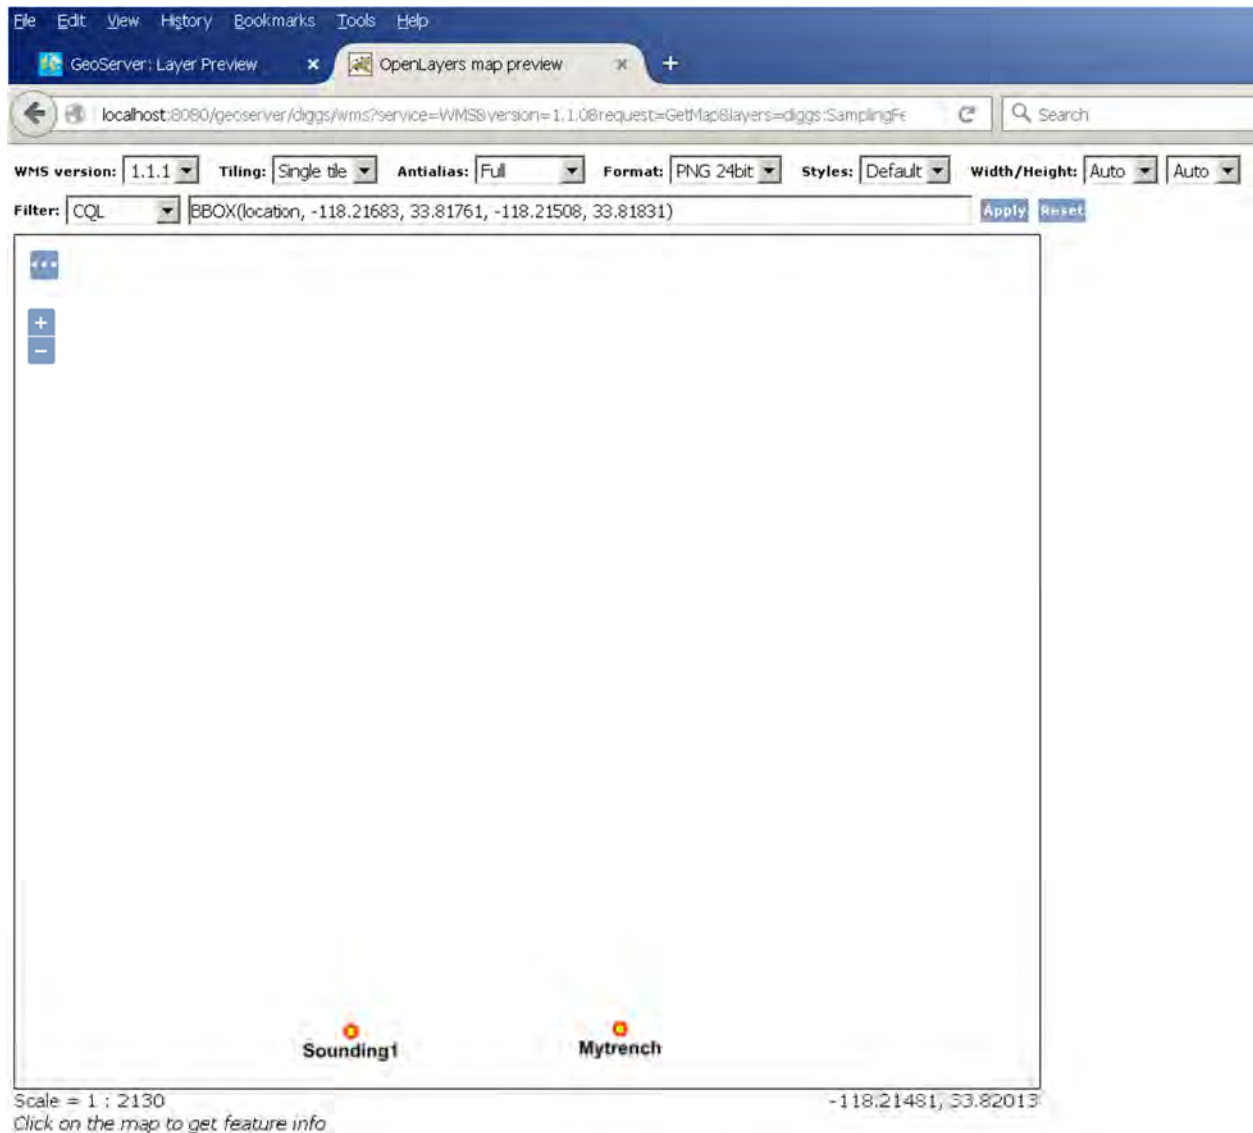 File Edit View History Bookmarks Tools Help
GeoServer: Layer Preview × OpenLayers map preview × +
localhost:8080/geoserver/diggs/wms?service=WMS&version=1.1.0&request=GetMap&layers=diggs:SamplingFe Search
WMS version: 1.1.1 Tiling: Single tile Antialias: Full Format: PNG 24bit Styles: Default Width/Height: Auto Auto
Filter: CQL BBOX(location, -118.21683, 33.81761, -118.21508, 33.81831) Apply Reset
...
+
−
Sounding1 Mytrench
Scale = 1 : 2130 -118.21481, 33.82013
Click on the map to get feature info